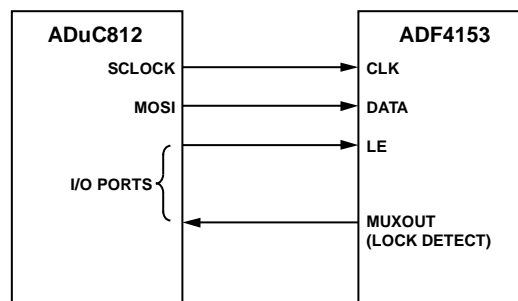 ADuC812
ADF4153
SCLOCK
CLK
MOSI
DATA
LE
I/O PORTS
MUXOUT
(LOCK DETECT)